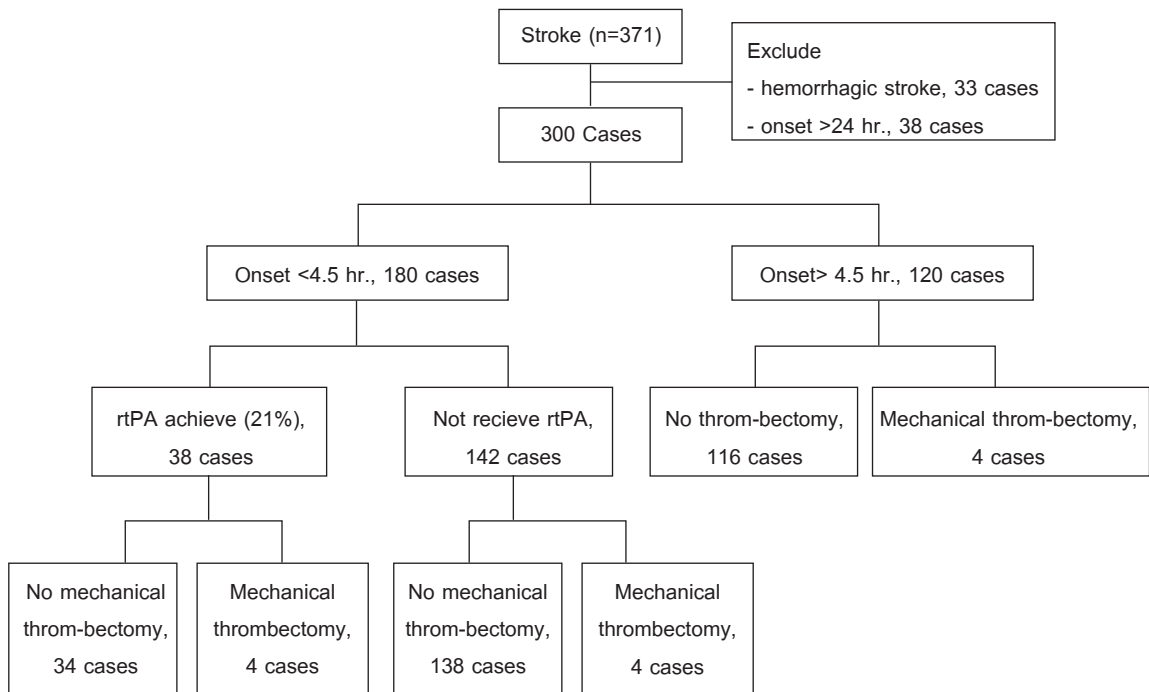 Stroke (n=371)
Exclude
- hemorrhagic stroke, 33 cases
- onset >24 hr., 38 cases
300 Cases
Onset <4.5 hr., 180 cases
Onset> 4.5 hr., 120 cases
rtPA achieve (21%),
38 cases
Not recieve rtPA,
142 cases
No throm-bectomy,
116 cases
Mechanical throm-bectomy,
4 cases
No mechanical
throm-bectomy,
34 cases
Mechanical
thrombectomy,
4 cases
No mechanical
throm-bectomy,
138 cases
Mechanical
thrombectomy,
4 cases